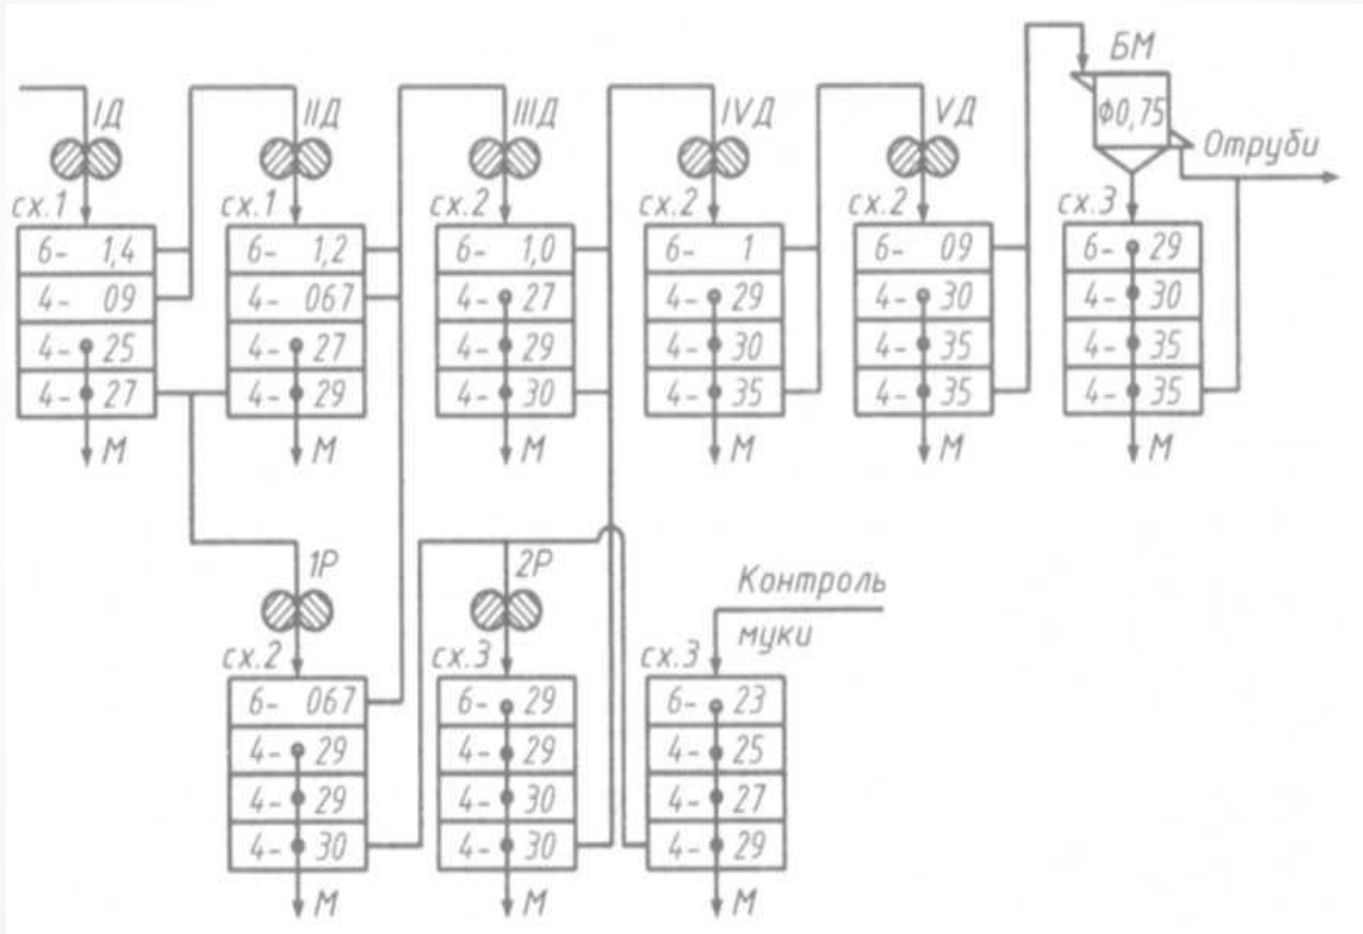 IД
IIД
IIIД
IVД
VД
БМ
ф0,75
Отруби
сх.1
6- 1,4
4- 09
4- 25
4- 27
М
сх.1
6- 1,2
4- 067
4- 27
4- 29
М
сх.2
6- 1,0
4- 27
4- 29
4- 30
М
сх.2
6- 1
4- 29
4- 30
4- 35
М
сх.2
6- 09
4- 30
4- 35
4- 35
М
сх.3
6- 29
4- 30
4- 35
4- 35
М
1Р
сх.2
6- 067
4- 29
4- 29
4- 30
М
2Р
сх.3
6- 29
4- 29
4- 30
4- 30
М
Контроль
муки
сх.3
6- 23
4- 25
4- 27
4- 29
М